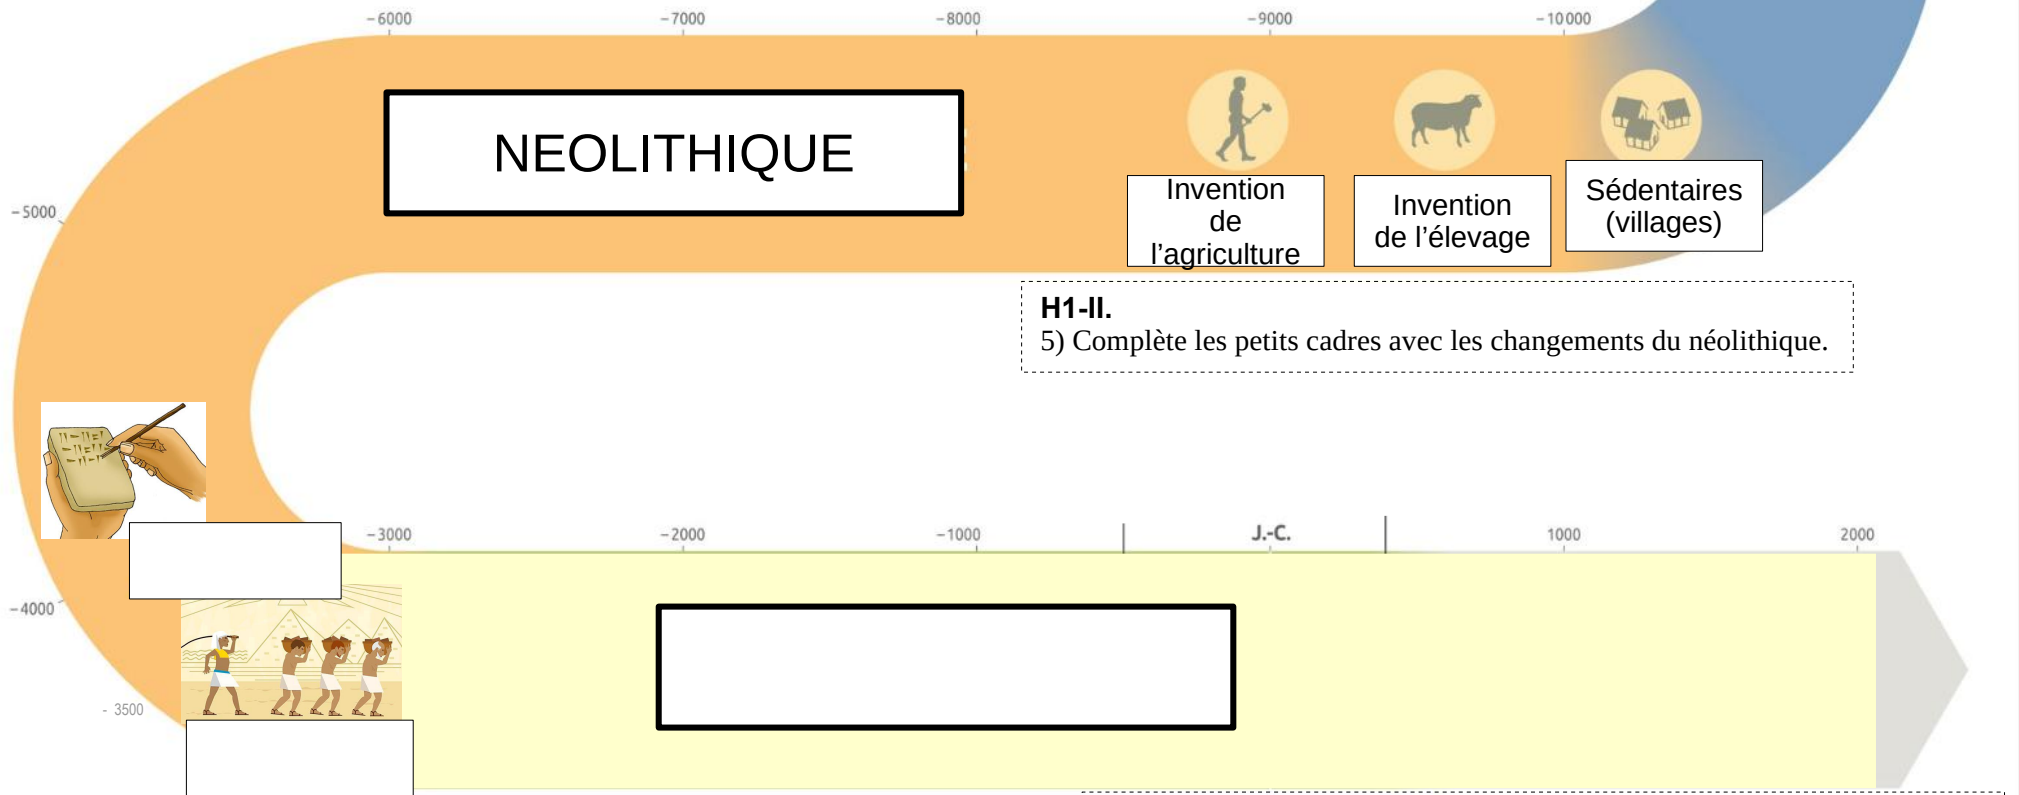 −6000
−7000
−8000
−9000
−10000
NEOLITHIQUE
Invention
de
l’agriculture
Invention
de l’élevage
Sédentaires
(villages)
−5000
H1-II.
5) Complète les petits cadres avec les changements du néolithique.
−3000
−2000
−1000
J.-C.
1000
2000
−4000
- 3500